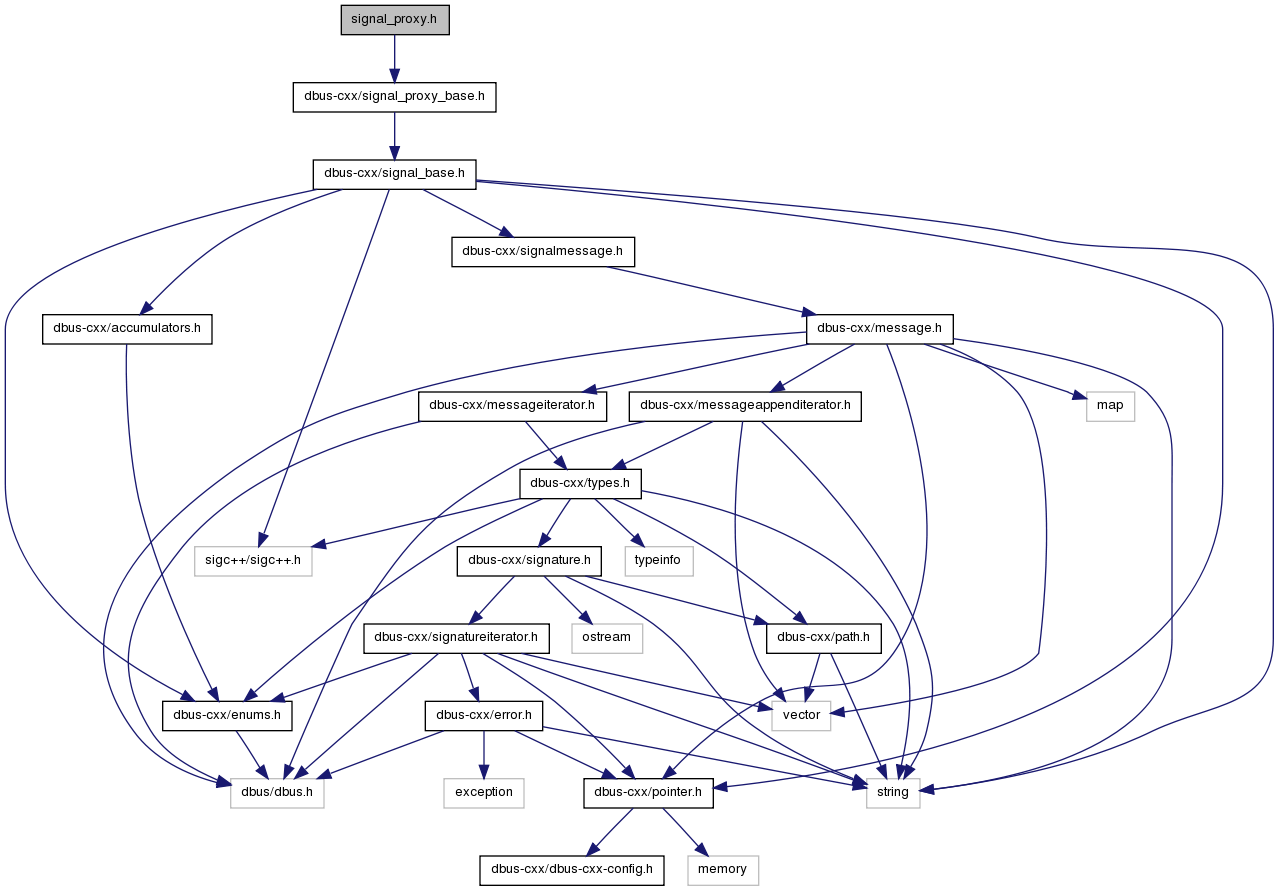 signal_proxy.h
dbus-cxx/signal_proxy_base.h
dbus-cxx/signal_base.h
dbus-cxx/signalmessage.h
dbus-cxx/accumulators.h
dbus-cxx/message.h
dbus-cxx/messageiterator.h
dbus-cxx/messageappenditerator.h
map
dbus-cxx/types.h
sigc++/sigc++.h
dbus-cxx/signature.h
typeinfo
dbus-cxx/signatureiterator.h
ostream
dbus-cxx/path.h
dbus-cxx/enums.h
dbus-cxx/error.h
vector
dbus/dbus.h
exception
dbus-cxx/pointer.h
string
dbus-cxx/dbus-cxx-config.h
memory